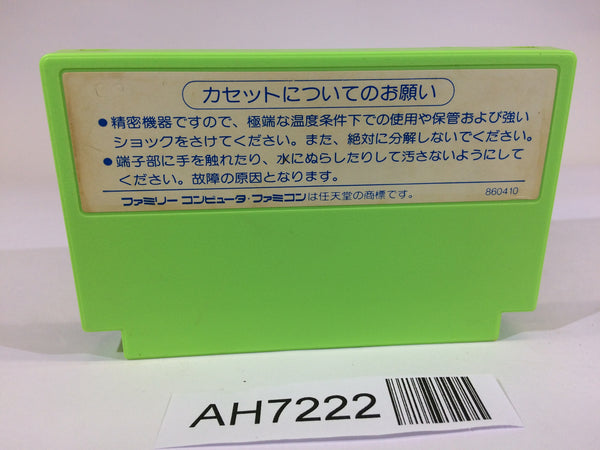 カセットについてのお願い
●精密機器ですので、極端な温度条件下での使用や保管および強い
ショックをさけてください。また、絶対に分解しないでください。
●端子部に手を触れたり、水にぬらしたりして汚さないようにして
ください。故障の原因となります。
ファミリー コンピュータ・ファミコンは任天堂の商標です。
860410
AH7222